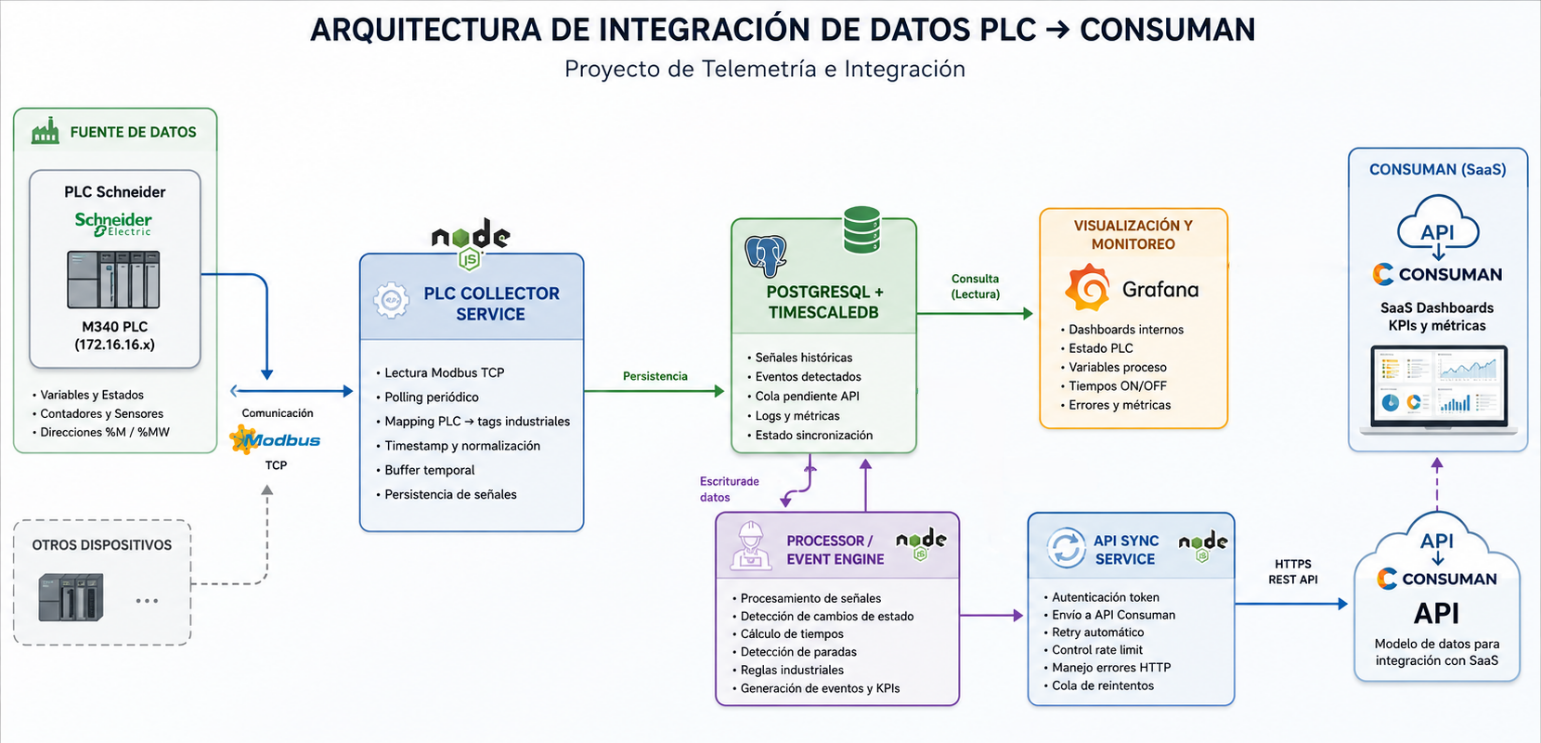 ARQUITECTURA DE INTEGRACIÓN DE DATOS PLC → CONSUMAN
Proyecto de Telemetría e Integración
FUENTE DE DATOS
PLC Schneider
Schneider
Electric
M340 PLC
(172.16.16.x)
• Variables y Estados
• Contadores y Sensores
• Direcciones %M / %MW
OTROS DISPOSITIVOS
...
Comunicación
Modbus
TCP
node
JS
PLC COLLECTOR
SERVICE
• Lectura Modbus TCP
• Polling periódico
• Mapping PLC → tags industriales
• Timestamp y normalización
• Buffer temporal
• Persistencia de señales
Persistencia
POSTGRESQL +
TIMESCALEDB
• Señales históricas
• Eventos detectados
• Cola pendiente API
• Logs y métricas
• Estado sincronización
Consulta
(Lectura)
VISUALIZACIÓN Y
MONITOREO
Grafana
• Dashboards internos
• Estado PLC
• Variables proceso
• Tiempos ON/OFF
• Errores y métricas
Escriturade
datos
PROCESSOR /
EVENT ENGINE
node
JS
• Procesamiento de señales
• Detección de cambios de estado
• Cálculo de tiempos
• Detección de paradas
• Reglas industriales
• Generación de eventos y KPIs
API SYNC
SERVICE
node
JS
• Autenticación token
• Envío a API Consuman
• Retry automático
• Control rate limit
• Manejo errores HTTP
• Cola de reintentos
HTTPS
REST API
CONSUMAN (SaaS)
API
CONSUMAN
SaaS Dashboards
KPIs y métricas
API
CONSUMAN
API
Modelo de datos para
integración con SaaS